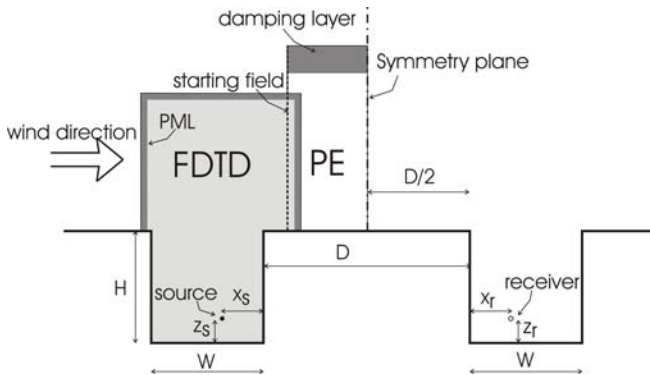 damping layer
Symmetry plane
starting field
wind direction
PML
FDTD
PE
D/2
D
H
source
xs
zs
W
receiver
xr
zr
W